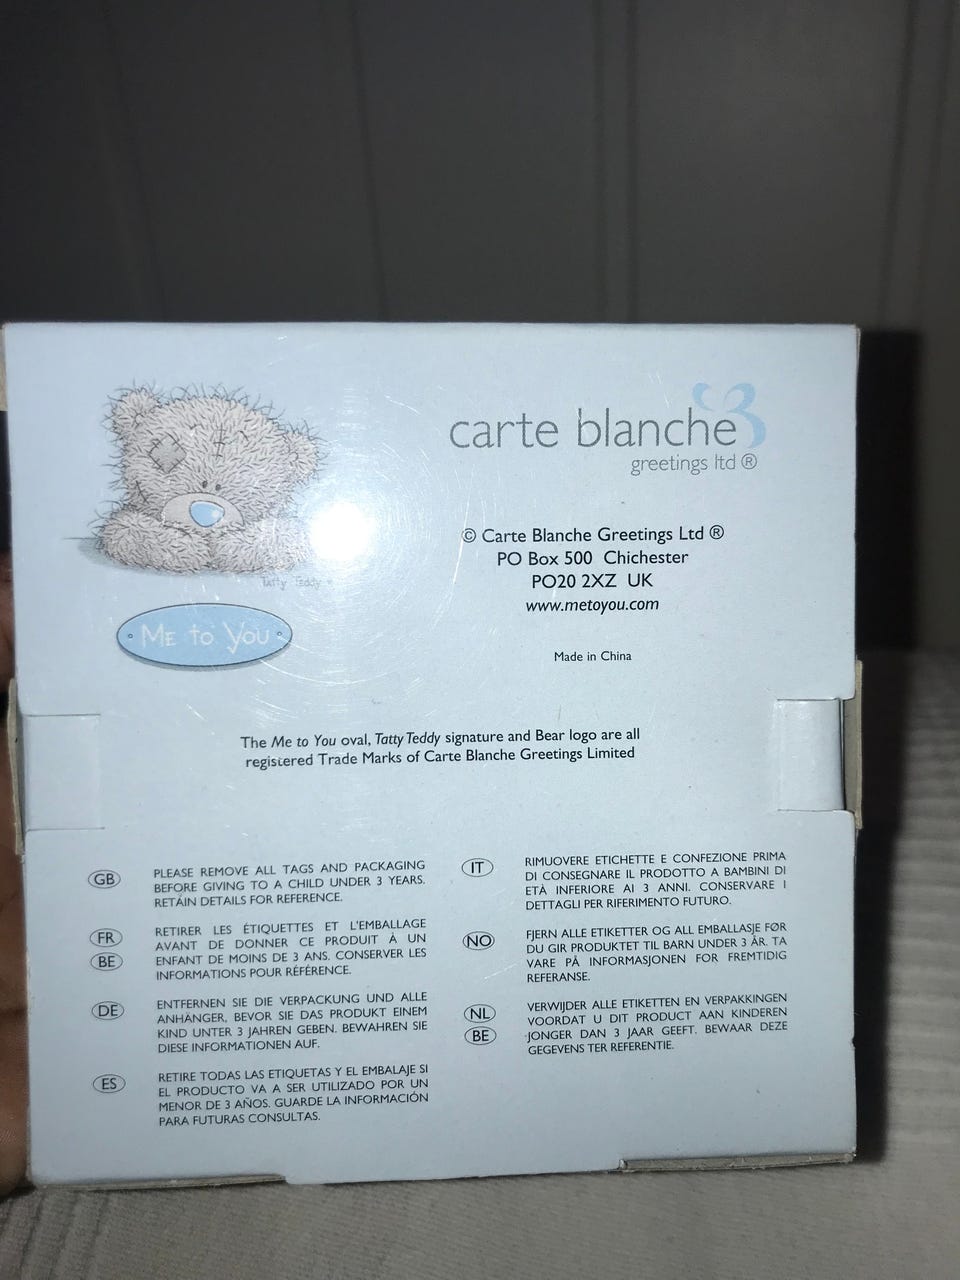 carte blanche
greetings ltd ®
© Carte Blanche Greetings Ltd ®
PO Box 500 Chichester
PO20 2XZ UK
www.metoyou.com
Made in China
Tatty Teddy
ME to YOU
The Me to You oval, Tatty Teddy signature and Bear logo are all
registered Trade Marks of Carte Blanche Greetings Limited
GB
PLEASE REMOVE ALL TAGS AND PACKAGING
BEFORE GIVING TO A CHILD UNDER 3 YEARS.
RETAIN DETAILS FOR REFERENCE.
FR
BE
RETIRER LES ÉTIQUETTES ET L'EMBALLAGE
AVANT DE DONNER CE PRODUIT À UN
ENFANT DE MOINS DE 3 ANS. CONSERVER LES
INFORMATIONS POUR RÉFÉRENCE.
DE
ENTFERNEN SIE DIE VERPACKUNG UND ALLE
ANHÄNGER, BEVOR SIE DAS PRODUKT EINEM
KIND UNTER 3 JAHREN GEBEN. BEWAHREN SIE
DIESE INFORMATIONEN AUF.
ES
RETIRE TODAS LAS ETIQUETAS Y EL EMBALAJE SI
EL PRODUCTO VA A SER UTILIZADO POR UN
MENOR DE 3 AÑOS. GUARDE LA INFORMACIÓN
PARA FUTURAS CONSULTAS.
IT
RIMUOVERE ETICHETTE E CONFEZIONE PRIMA
DI CONSEGNARE IL PRODOTTO A BAMBINI DI
ETÀ INFERIORE AI 3 ANNI. CONSERVARE I
DETTAGLI PER RIFERIMENTO FUTURO.
NO
FJERN ALLE ETIKETTER OG ALL EMBALLASJE FØR
DU GIR PRODUKTET TIL BARN UNDER 3 ÅR. TA
VARE PÅ INFORMASJONEN FOR FREMTIDIG
REFERANSE.
NL
BE
VERWIJDER ALLE ETIKETTEN EN VERPAKKINGEN
VOORDAT U DIT PRODUCT AAN KINDEREN
JONGER DAN 3 JAAR GEEFT. BEWAAR DEZE
GEGEVENS TER REFERENTIE.